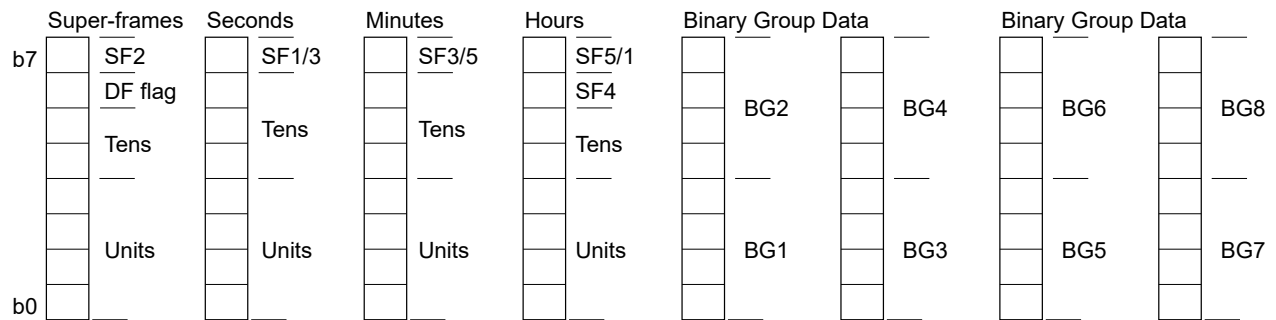 Super-frames Seconds Minutes Hours Binary Group Data Binary Group Data
b7 SF2 SF1/3 SF3/5 SF5/1
DF flag SF4
BG2 BG4 BG6 BG8
Tens Tens Tens Tens
Units Units Units Units BG1 BG3 BG5 BG7
b0